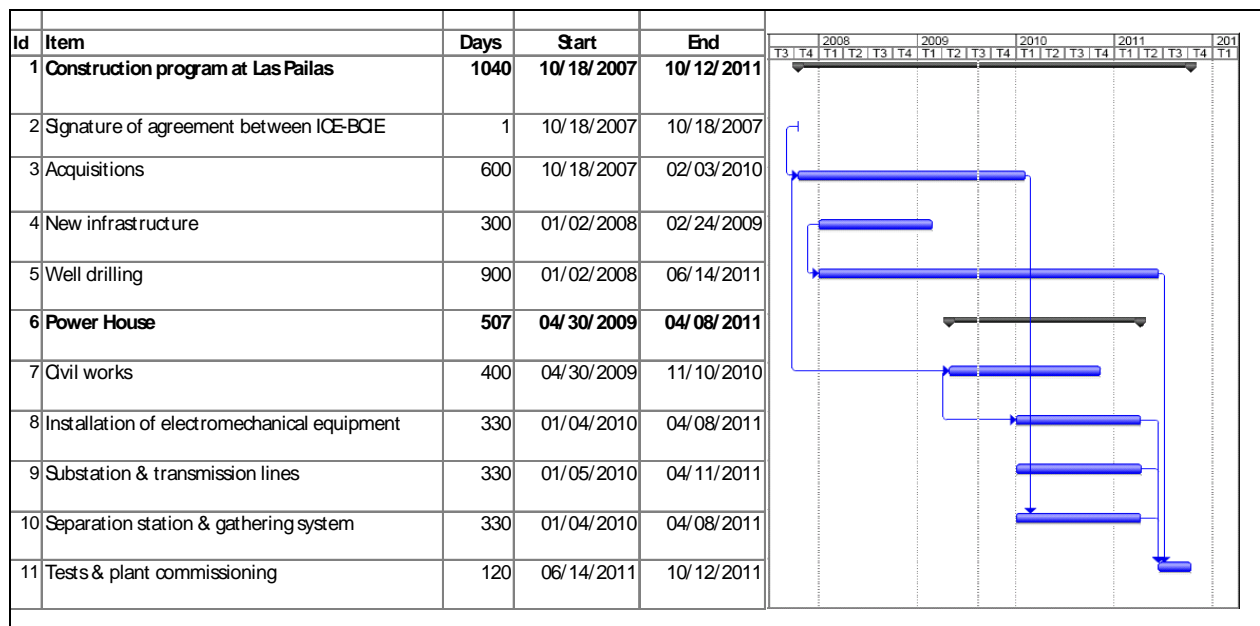 2008 2009 2010 2011 201
Id Item Days Start End T3 T4 T1 T2 T3 T4 T1 T2 T3 T4 T1 T2 T3 T4 T1 T2 T3 T4 T1
1 Construction program at Las Pailas 1040 10/18/2007 10/12/2011
2 Signature of agreement between ICE-BCIE 1 10/18/2007 10/18/2007
3 Acquisitions 600 10/18/2007 02/03/2010
4 New infrastructure 300 01/02/2008 02/24/2009
5 Well drilling 900 01/02/2008 06/14/2011
6 Power House 507 04/30/2009 04/08/2011
7 Civil works 400 04/30/2009 11/10/2010
8 Installation of electromechanical equipment 330 01/04/2010 04/08/2011
9 Substation & transmission lines 330 01/05/2010 04/11/2011
10 Separation station & gathering system 330 01/04/2010 04/08/2011
11 Tests & plant commissioning 120 06/14/2011 10/12/2011